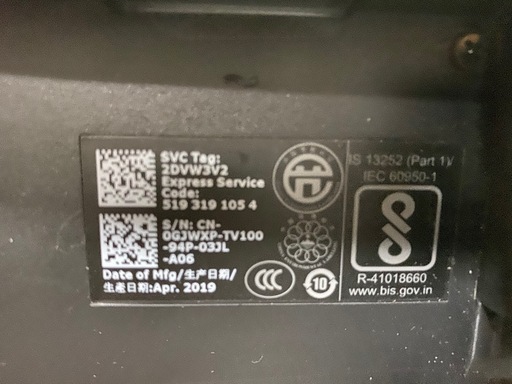 SVC Tag:
2DVW3V2
Express Service
Code:
519 319 105 4
S/N: CN-
0GJWXP-TV100
-94P-03JL
-A06
Date of Mfg/生产日期/
生產日期:Apr. 2019
CCC
10
IS 13252 (Part 1)/
IEC 60950-1
R-41018660
www.bis.gov.in